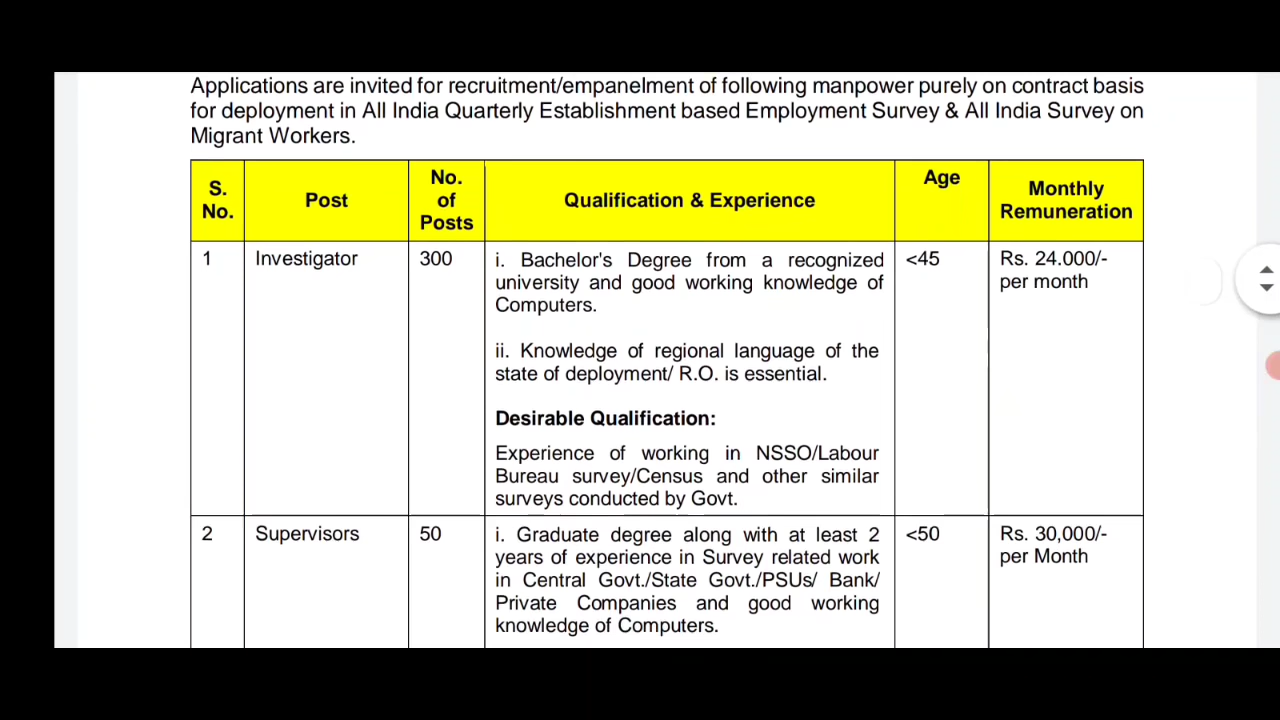 Applications are invited for recruitment/empanelment of following manpower purely on contract basis
for deployment in All India Quarterly Establishment based Employment Survey & All India Survey on
Migrant Workers.
S.
No.
Post
No.
of
Posts
Qualification & Experience
Age
Monthly
Remuneration
1
Investigator
300
i. Bachelor's Degree from a recognized
university and good working knowledge of
Computers.
ii. Knowledge of regional language of the
state of deployment/ R.O. is essential.
Desirable Qualification:
Experience of working in NSSO/Labour
Bureau survey/Census and other similar
surveys conducted by Govt.
<45
Rs. 24.000/-
per month
2
Supervisors
50
i. Graduate degree along with at least 2
years of experience in Survey related work
in Central Govt./State Govt./PSUs/ Bank/
Private Companies and good working
knowledge of Computers.
<50
Rs. 30,000/-
per Month